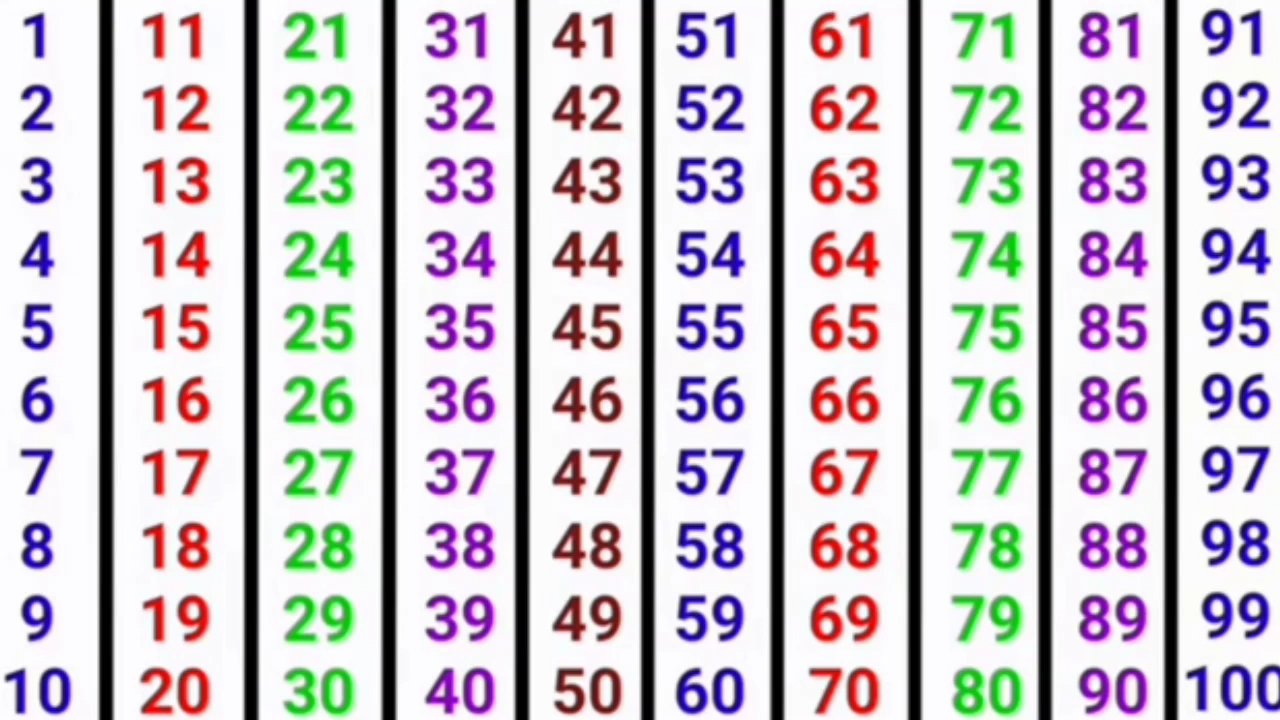 1 11 21 31 41 51 61 71 81 91
2 12 22 32 42 52 62 72 82 92
3 13 23 33 43 53 63 73 83 93
4 14 24 34 44 54 64 74 84 94
5 15 25 35 45 55 65 75 85 95
6 16 26 36 46 56 66 76 86 96
7 17 27 37 47 57 67 77 87 97
8 18 28 38 48 58 68 78 88 98
9 19 29 39 49 59 69 79 89 99
10 20 30 40 50 60 70 80 90 100